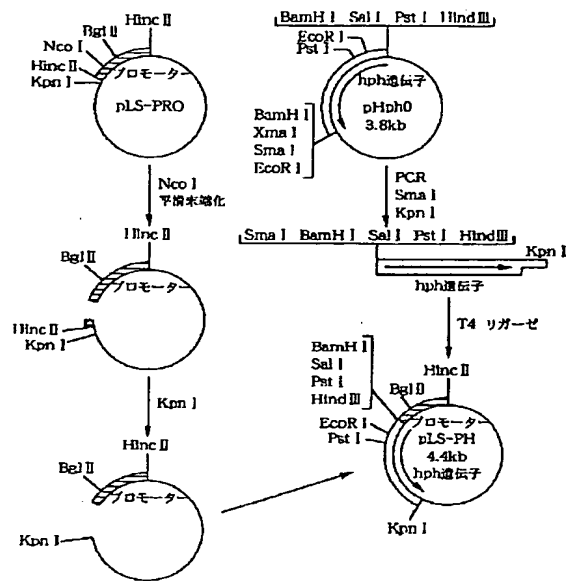 Hinc Ⅱ
Bgl Ⅱ
Nco Ⅰ
Hinc Ⅱ
Kpn Ⅰ
プロモーター
pLS-PRO
Nco Ⅰ
平滑末端化
Hinc Ⅱ
Bgl Ⅱ
プロモーター
Hinc Ⅱ
Kpn Ⅰ
Kpn Ⅰ
Hinc Ⅱ
Bgl Ⅱ
プロモーター
Kpn Ⅰ
BamH Ⅰ Sal Ⅰ Pst Ⅰ Hind Ⅲ
EcoR Ⅰ
Pst Ⅰ
hph遺伝子
pHph0
3.8kb
BamH Ⅰ
Xma Ⅰ
Sma Ⅰ
EcoR Ⅰ
PCR
Sma Ⅰ
Kpn Ⅰ
Sma Ⅰ BamH Ⅰ Sal Ⅰ Pst Ⅰ Hind Ⅲ
Kpn Ⅰ
hph遺伝子
T4 リガーゼ
BamH Ⅰ
Sal Ⅰ
Pst Ⅰ
Hind Ⅲ
Hinc Ⅱ
Bgl Ⅱ
EcoR Ⅰ
Pst Ⅰ
プロモーター
pLS-PH
4.4kb
hph遺伝子
Kpn Ⅰ